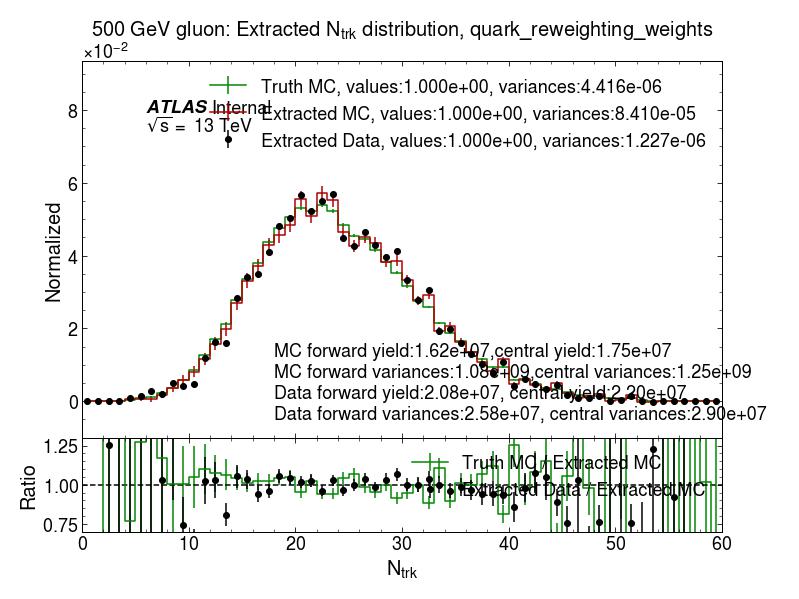 500 GeV gluon: Extracted N_trk distribution, quark_reweighting_weights
×10⁻²
Truth MC, values:1.000e+00, variances:4.416e-06
ATLAS Internal
Extracted MC, values:1.000e+00, variances:8.410e-05
√s = 13 TeV
Extracted Data, values:1.000e+00, variances:1.227e-06
8
6
4
2
0
Normalized
MC forward yield:1.62e+07,central yield:1.75e+07
MC forward variances:1.08e+09,central variances:1.25e+09
Data forward yield:2.08e+07, central yield:2.20e+07
Data forward variances:2.58e+07, central variances:2.90e+07
1.25
1.00
0.75
Ratio
Truth MC / Extracted MC
Extracted Data / Extracted MC
0 10 20 30 40 50 60
N_trk